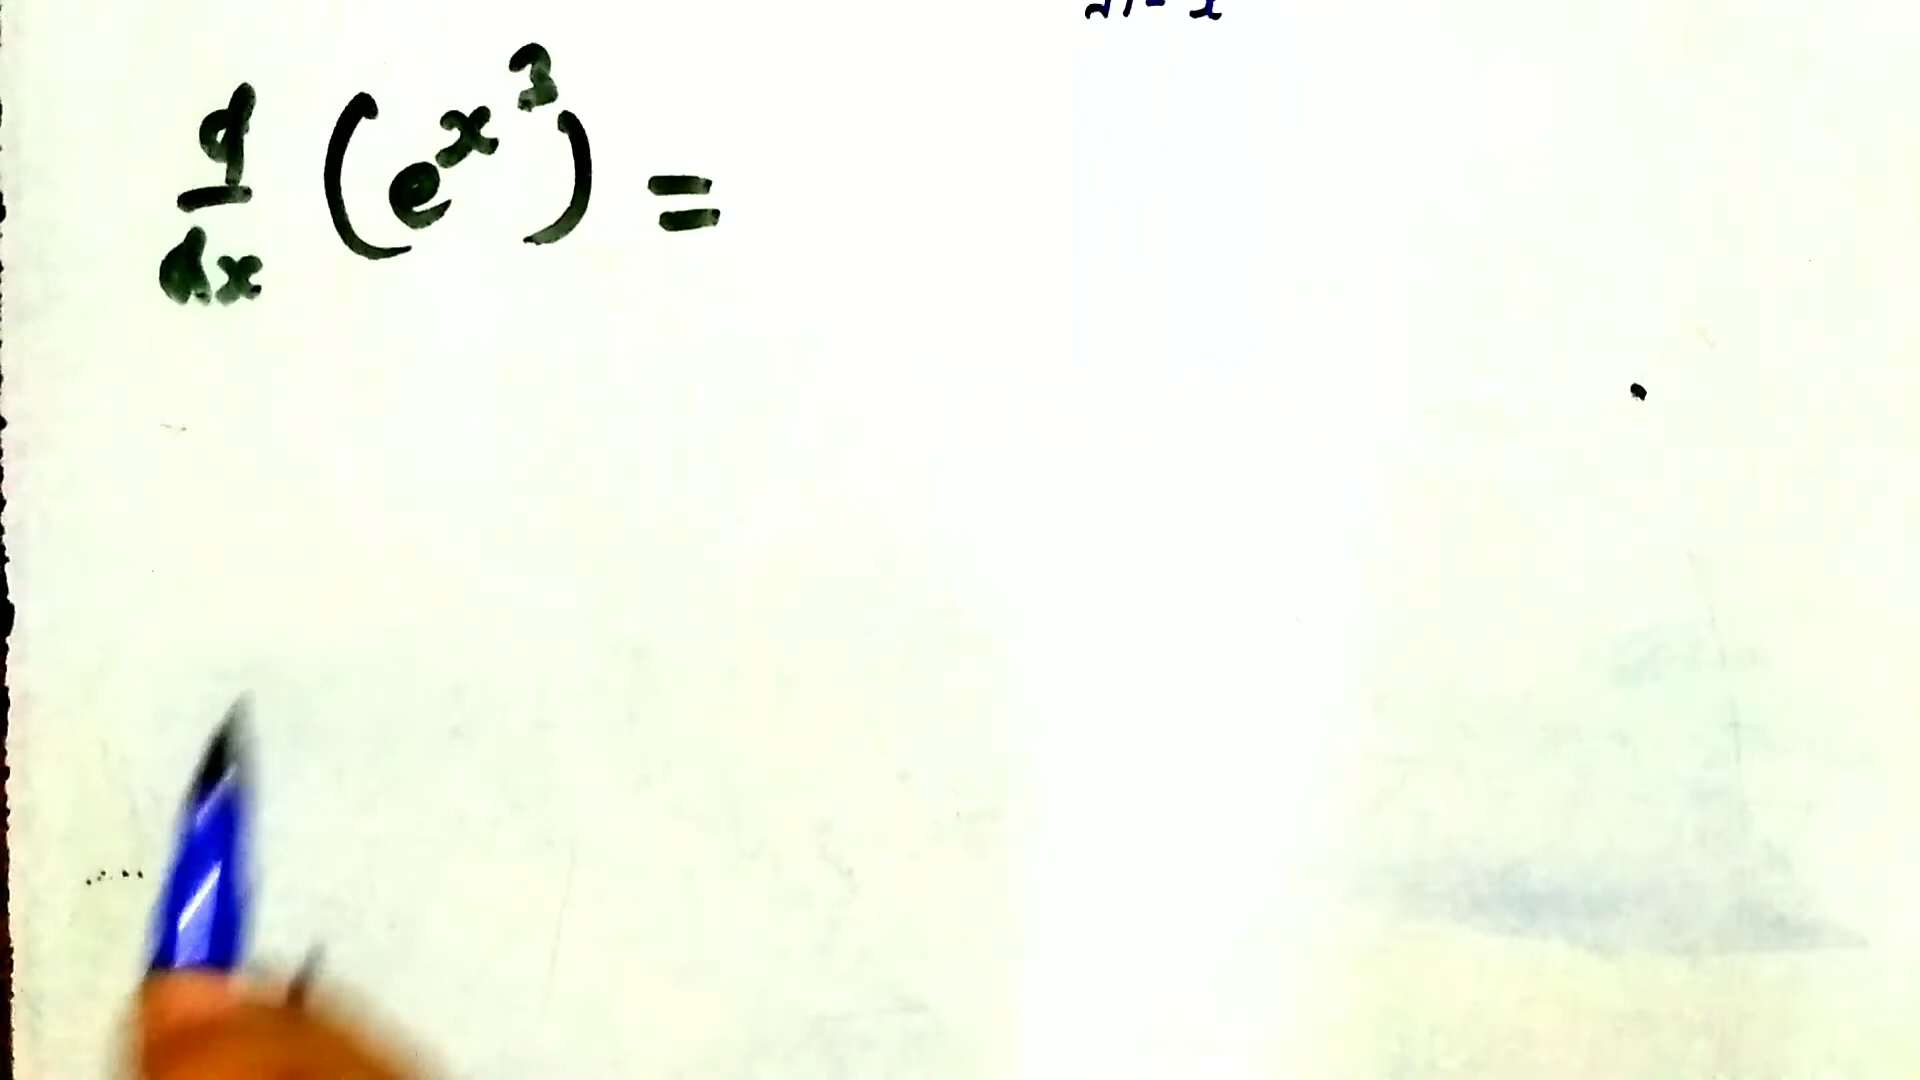 d/dx (e^x^3) =